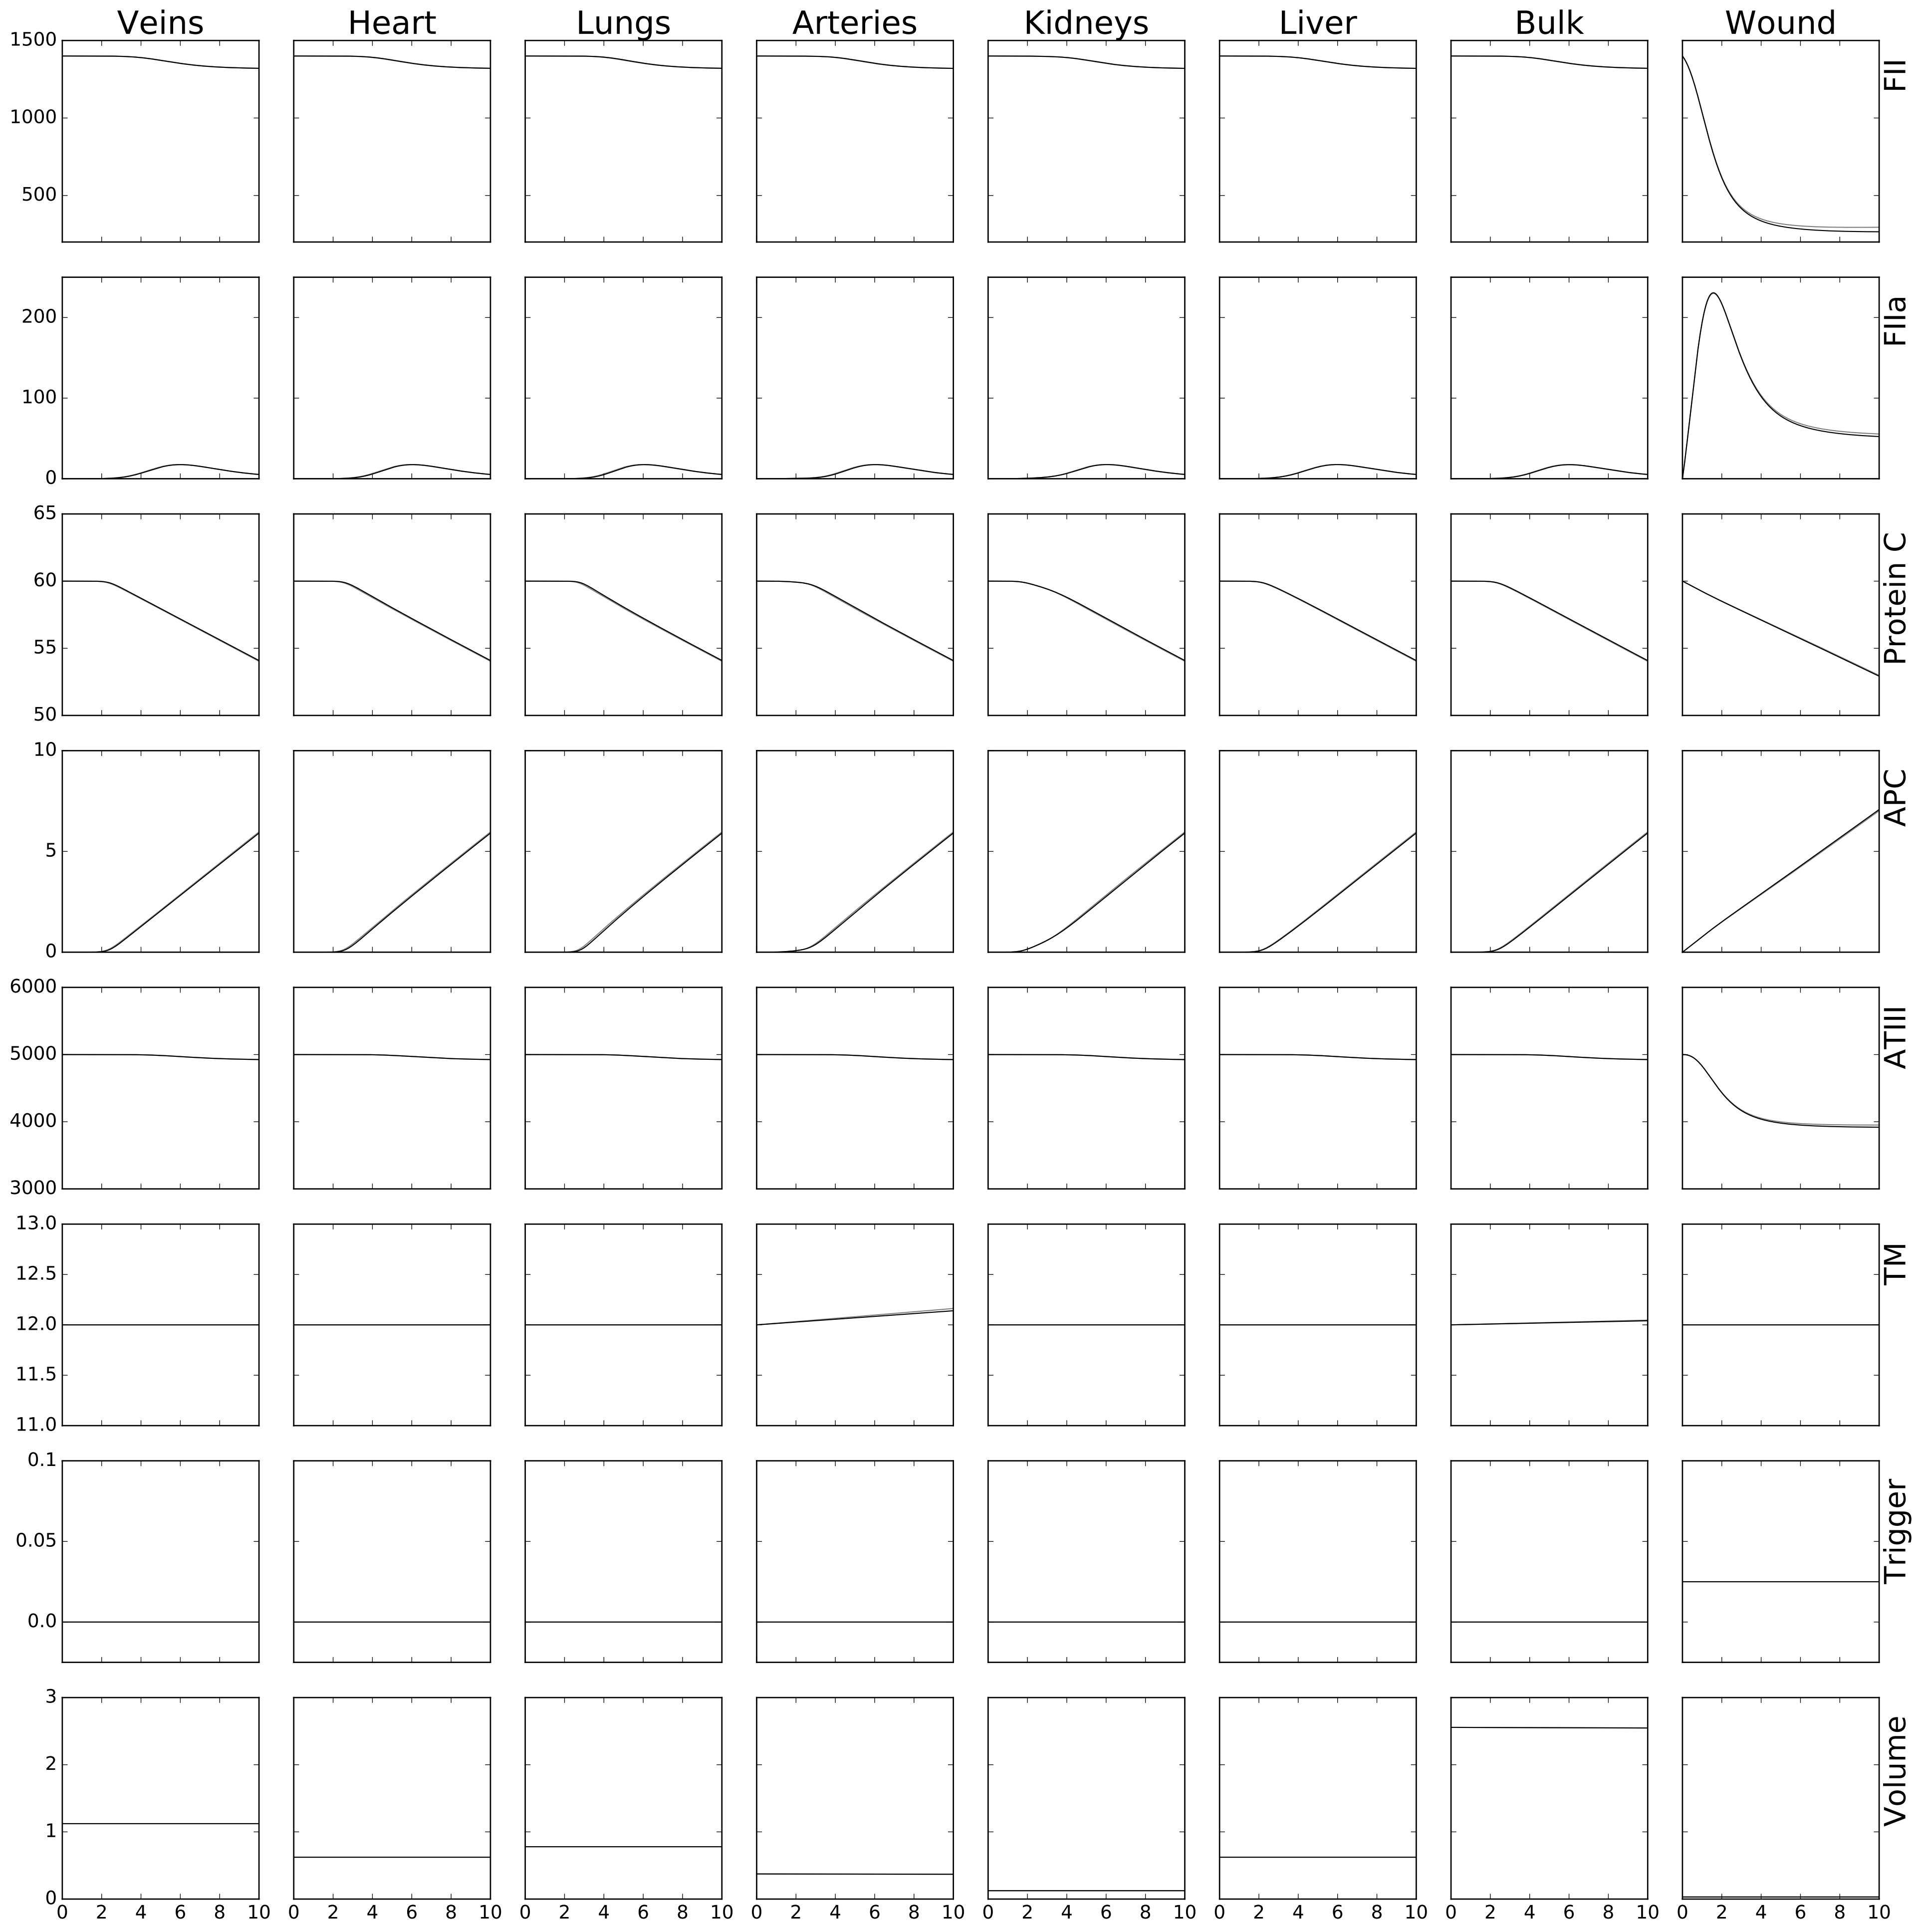 Veins Heart Lungs Arteries Kidneys Liver Bulk Wound
1500
1000
500
FII
200
100
0
FIIa
65
60
55
50
Protein C
10
5
0
APC
6000
5000
4000
3000
ATIII
13.0
12.5
12.0
11.5
11.0
TM
0.1
0.05
0.0
Trigger
3
2
1
0
Volume
0 2 4 6 8 10 0 2 4 6 8 10 0 2 4 6 8 10 0 2 4 6 8 10 0 2 4 6 8 10 0 2 4 6 8 10 0 2 4 6 8 10 0 2 4 6 8 10